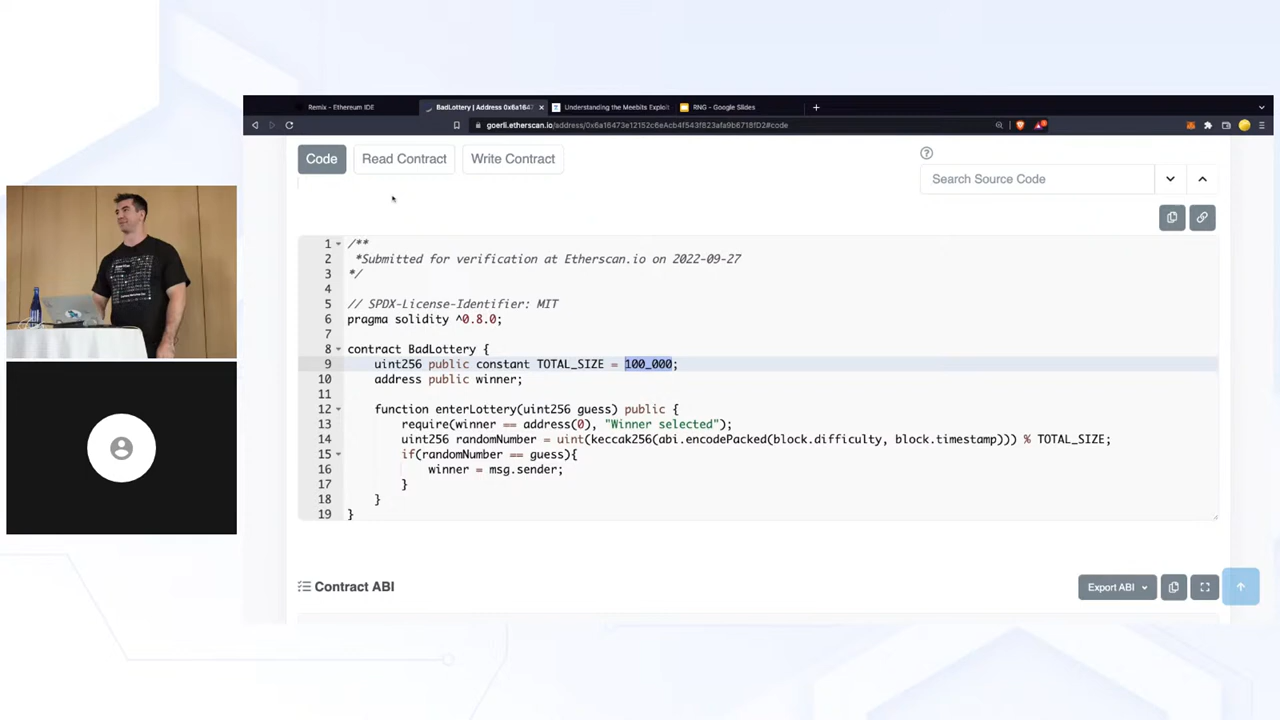 Remix - Ethereum IDE
BadLottery | Address 0x6a1647
Understanding the Meebits Exploit
RNG - Google Slides
goerli.etherscan.io/address/0x6a16473e12152c6eAcb4f543f823afa9b6718fD2#code
Code
Read Contract
Write Contract
Search Source Code
1 /**
2 *Submitted for verification at Etherscan.io on 2022-09-27
3 */
4
5 // SPDX-License-Identifier: MIT
6 pragma solidity ^0.8.0;
7
8 contract BadLottery {
9 uint256 public constant TOTAL_SIZE = 100_000;
10 address public winner;
11
12 function enterLottery(uint256 guess) public {
13 require(winner == address(0), "Winner selected");
14 uint256 randomNumber = uint(keccak256(abi.encodePacked(block.difficulty, block.timestamp))) % TOTAL_SIZE;
15 if(randomNumber == guess){
16 winner = msg.sender;
17 }
18 }
19 }
Contract ABI
Export ABI